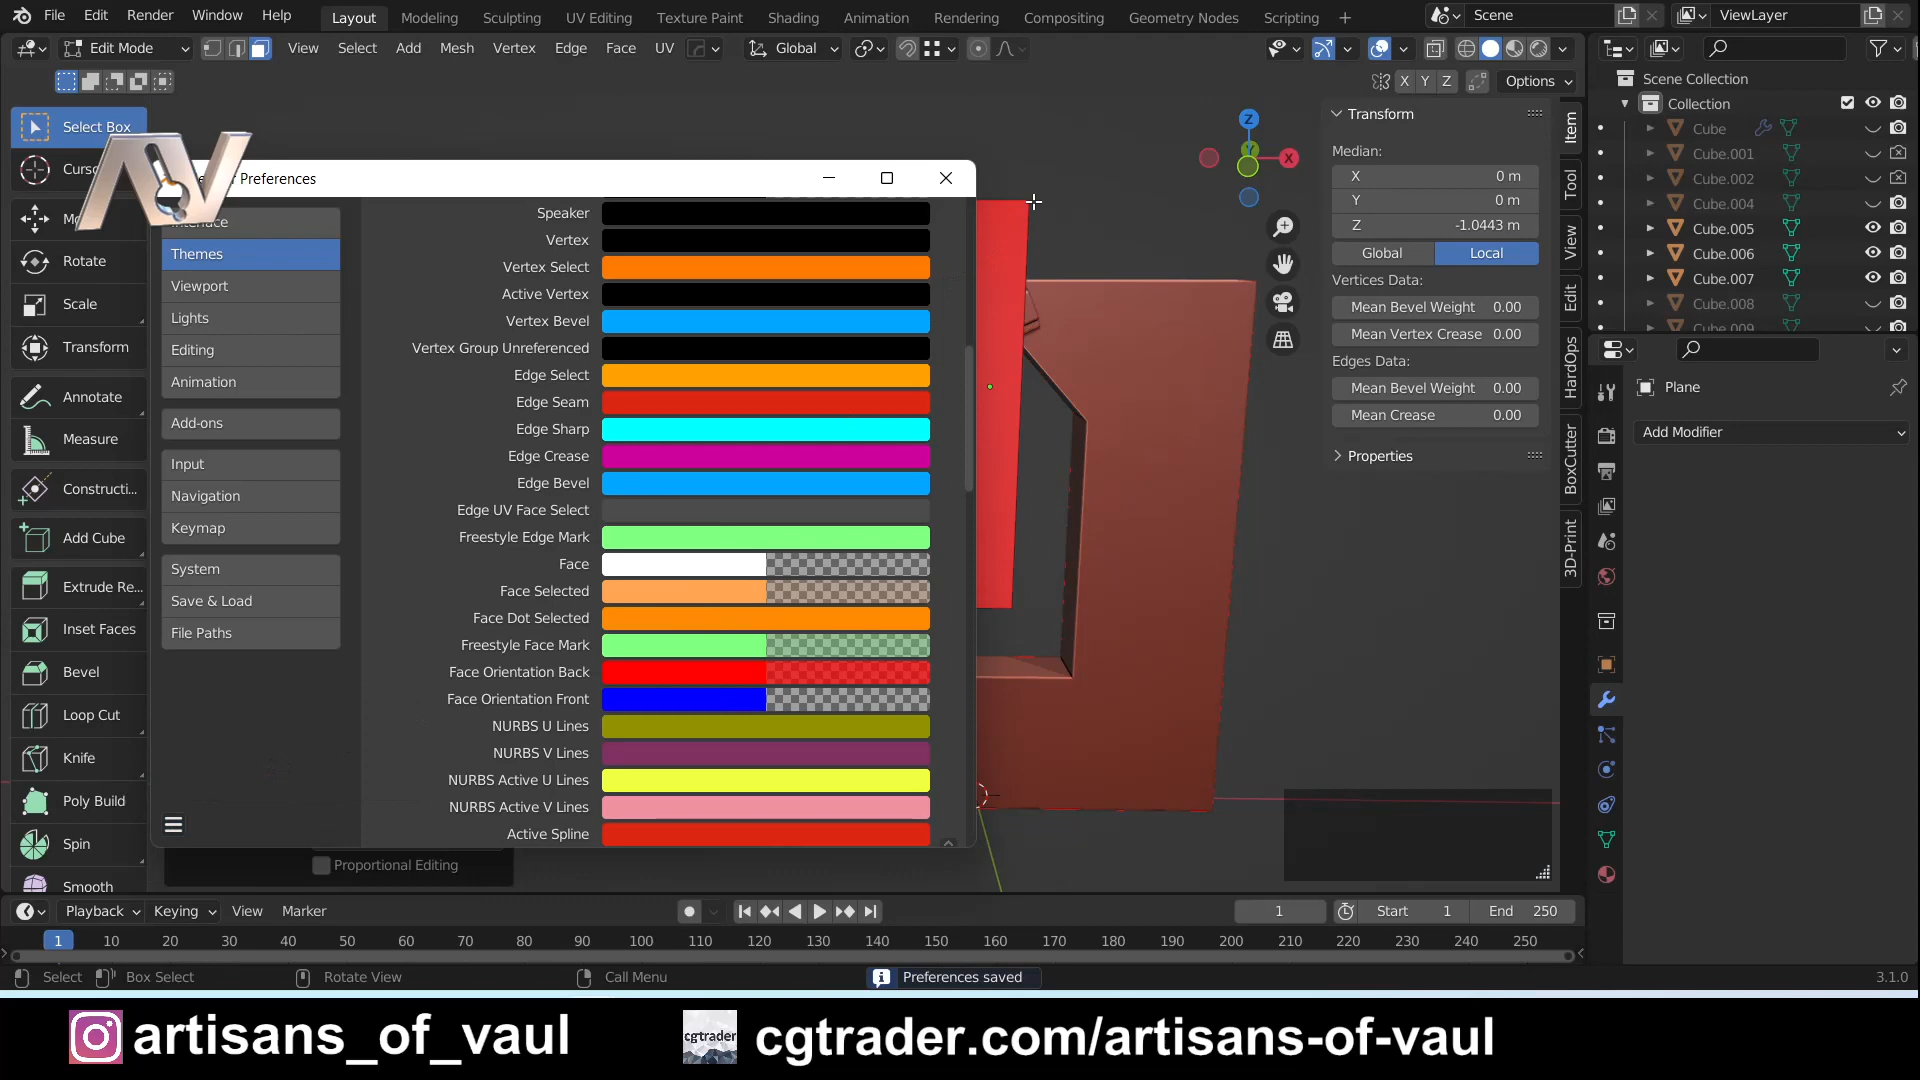 File Edit Render Window Help Layout Modeling Sculpting UV Editing Texture Paint Shading Animation Rendering Compositing Geometry Nodes Scripting + Scene ViewLayer
Edit Mode View Select Add Mesh Vertex Edge Face UV Global
X Y Z Options
Select Box
Rotate
Scale
Transform
Annotate
Measure
Constructi...
Add Cube
Extrude Re...
Inset Faces
Bevel
Loop Cut
Knife
Poly Build
Spin
Smooth
AV
Preferences
Themes
Viewport
Lights
Editing
Animation
Add-ons
Input
Navigation
Keymap
System
Save & Load
File Paths
Speaker
Vertex
Vertex Select
Active Vertex
Vertex Bevel
Vertex Group Unreferenced
Edge Select
Edge Seam
Edge Sharp
Edge Crease
Edge Bevel
Edge UV Face Select
Freestyle Edge Mark
Face
Face Selected
Face Dot Selected
Freestyle Face Mark
Face Orientation Back
Face Orientation Front
NURBS U Lines
NURBS V Lines
NURBS Active U Lines
NURBS Active V Lines
Active Spline
Proportional Editing
Z
Y
X
Transform
Median:
X 0 m
Y 0 m
Z -1.0443 m
Global Local
Vertices Data:
Mean Bevel Weight 0.00
Mean Vertex Crease 0.00
Edges Data:
Mean Bevel Weight 0.00
Mean Crease 0.00
Properties
Item
Tool
View
Edit
HardOps
BoxCutter
3D-Print
Scene Collection
Collection
Cube
Cube.001
Cube.002
Cube.004
Cube.005
Cube.006
Cube.007
Cube.008
Cube.009
Plane
Add Modifier
Playback Keying View Marker 1 Start 1 End 250
1 10 20 30 40 50 60 70 80 90 100 110 120 130 140 150 160 170 180 190 200 210 220 230 240 250
Select Box Select Rotate View Call Menu Preferences saved 3.1.0
artisans_of_vaul cgtrader cgtrader.com/artisans-of-vaul